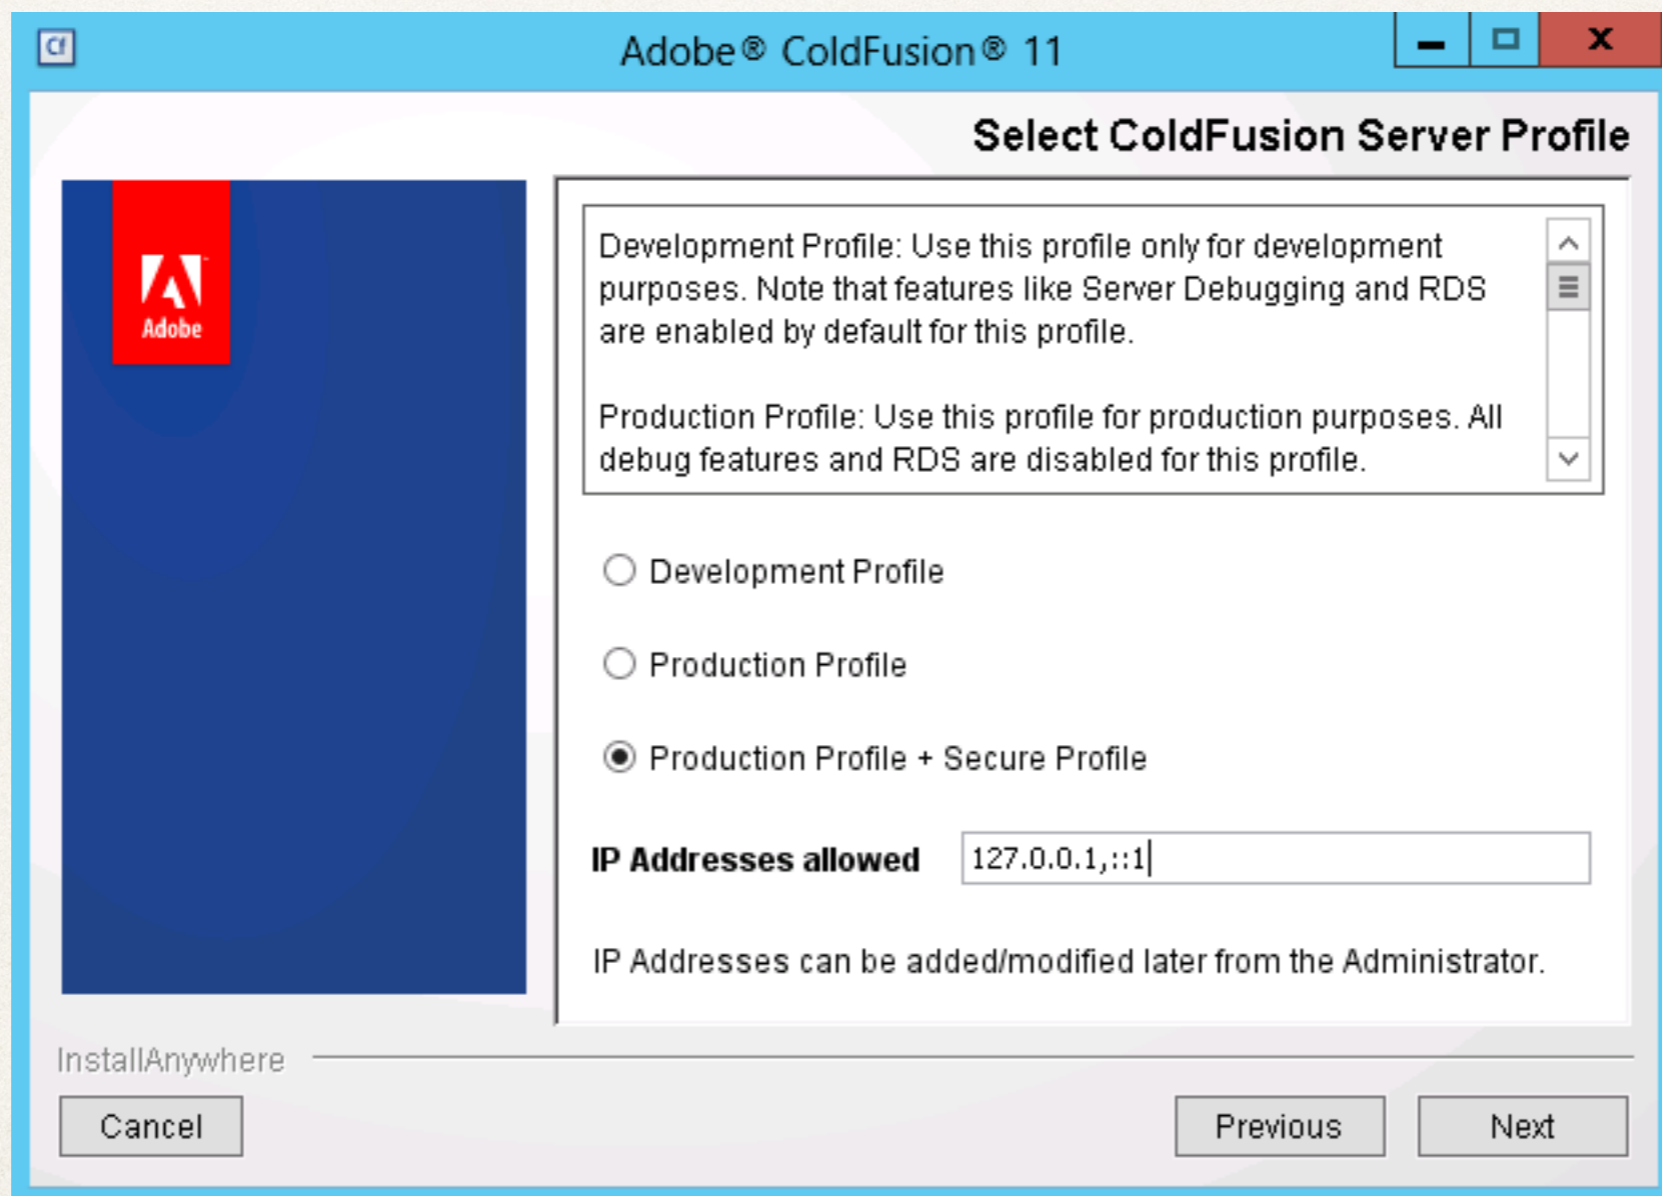 Cf
Adobe® ColdFusion® 11
Select ColdFusion Server Profile
Adobe
Development Profile: Use this profile only for development
purposes. Note that features like Server Debugging and RDS
are enabled by default for this profile.
Production Profile: Use this profile for production purposes. All
debug features and RDS are disabled for this profile.
Development Profile
Production Profile
Production Profile + Secure Profile
IP Addresses allowed 127.0.0.1,::1
IP Addresses can be added/modified later from the Administrator.
InstallAnywhere
Cancel Previous Next